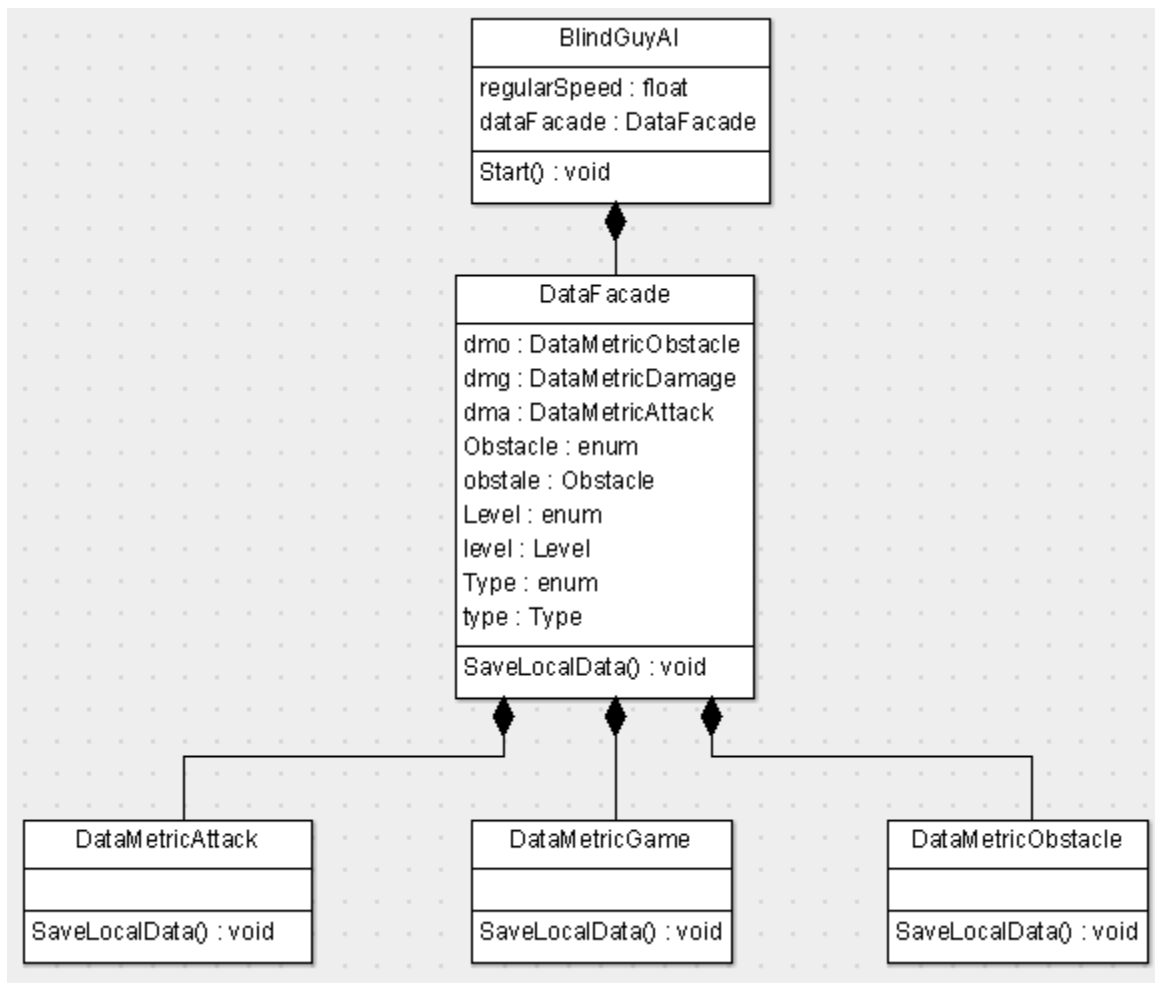 BlindGuyAI
regularSpeed : float
dataFacade : DataFacade
Start() : void
DataFacade
dmo : DataMetricObstacle
dmg : DataMetricDamage
dma : DataMetricAttack
Obstacle : enum
obstale : Obstacle
Level : enum
level : Level
Type : enum
type : Type
SaveLocalData() : void
DataMetricAttack
SaveLocalData() : void
DataMetricGame
SaveLocalData() : void
DataMetricObstacle
SaveLocalData() : void